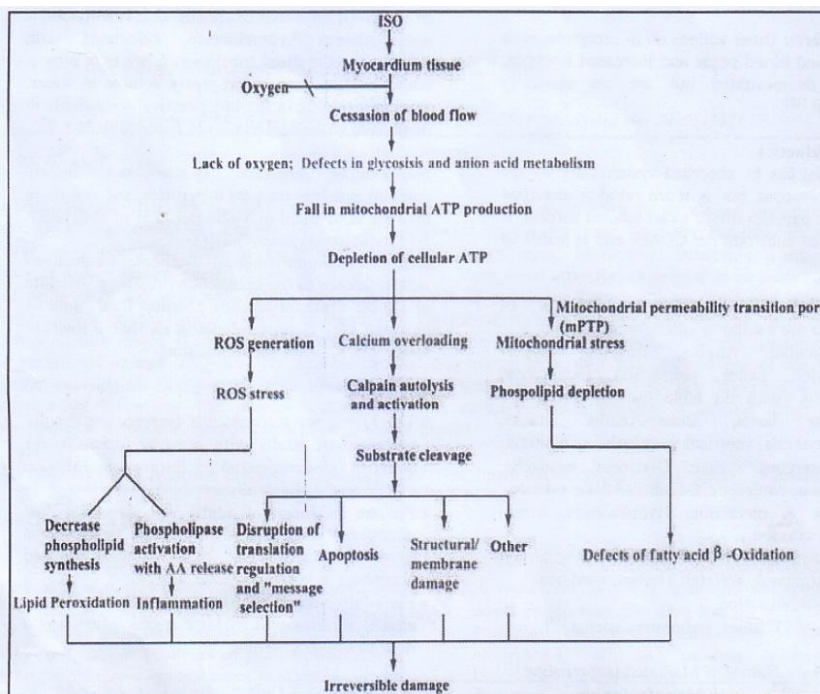 ISO
Myocardium tissue
Oxygen
Cessasion of blood flow
Lack of oxygen; Defects in glycosisis and anion acid metabolism
Fall in mitochondrial ATP production
Depletion of cellular ATP
Mitochondrial permeability transition por
(mPTP)
ROS generation
Calcium overloading
Mitochondrial stress
ROS stress
Calpain autolysis
and activation
Phospolipid depletion
Substrate cleavage
Decrease
phospholipid
synthesis
Phospholipase
activation
with AA release
Disruption of
translation
regulation
and "message
selection"
Apoptosis
Structural/
membrane
damage
Other
Defects of fatty acid β-Oxidation
Lipid Peroxidation
Inflammation
Irreversible damage